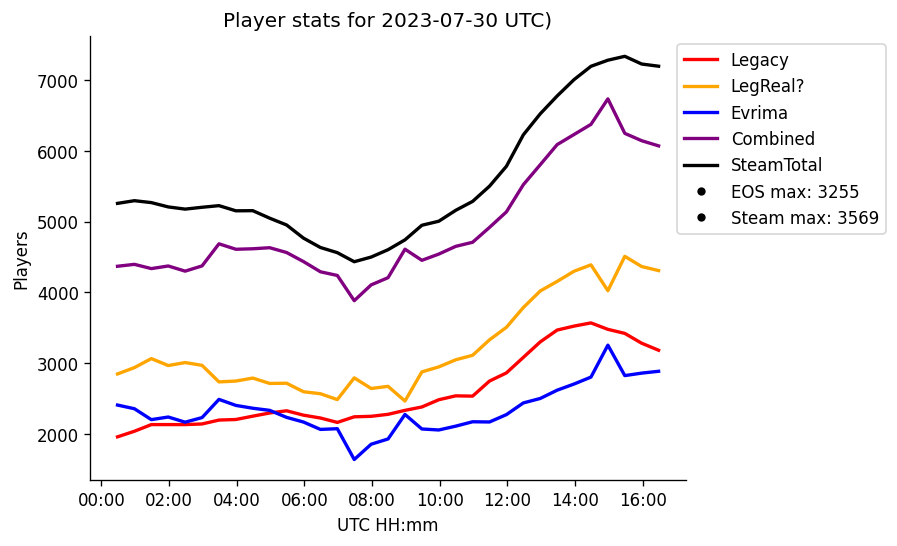 Player stats for 2023-07-30 UTC)
Legacy
LegReal?
Evrima
Combined
SteamTotal
EOS max: 3255
Steam max: 3569
Players
7000
6000
5000
4000
3000
2000
00:00 02:00 04:00 06:00 08:00 10:00 12:00 14:00 16:00
UTC HH:mm